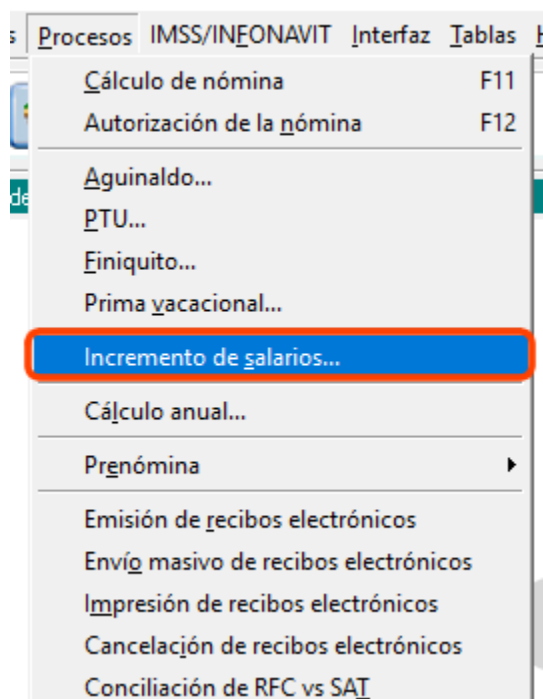 s Procesos IMSS/INFONAVIT Interfaz Tablas
Cálculo de nómina F11
Autorización de la nómina F12
de
Aguinaldo...
PTU...
Finiquito...
Prima vacacional...
Incremento de salarios...
Cálculo anual...
Prenómina
Emisión de recibos electrónicos
Envío masivo de recibos electrónicos
Impresión de recibos electrónicos
Cancelación de recibos electrónicos
Conciliación de RFC vs SAT